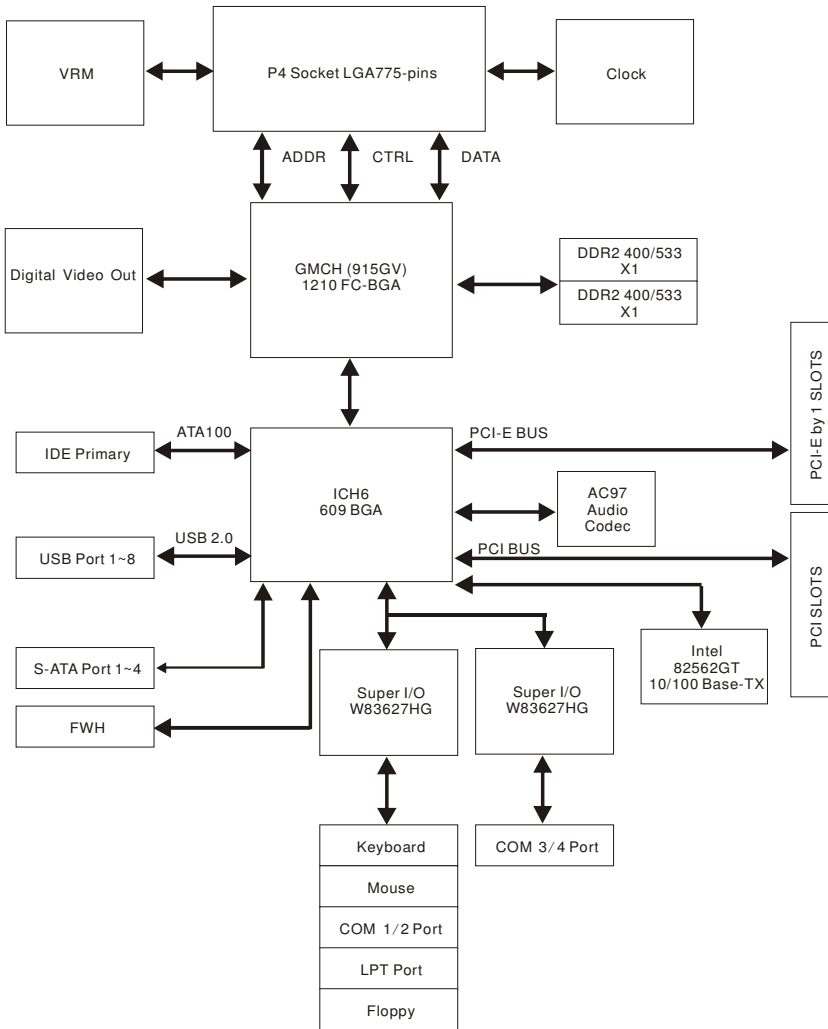 VRM
P4 Socket LGA775-pins
Clock
ADDR
CTRL
DATA
Digital Video Out
GMCH (915GV)
1210 FC-BGA
DDR2 400/533
X1
DDR2 400/533
X1
PCI-E by 1 SLOTS
ATA100
IDE Primary
PCI-E BUS
ICH6
609 BGA
AC97
Audio
Codec
USB 2.0
USB Port 1~8
PCI BUS
PCI SLOTS
S-ATA Port 1~4
FWH
Super I/O
W83627HG
Super I/O
W83627HG
Intel
82562GT
10/100 Base-TX
Keyboard
Mouse
COM 1/2 Port
LPT Port
Floppy
COM 3/4 Port